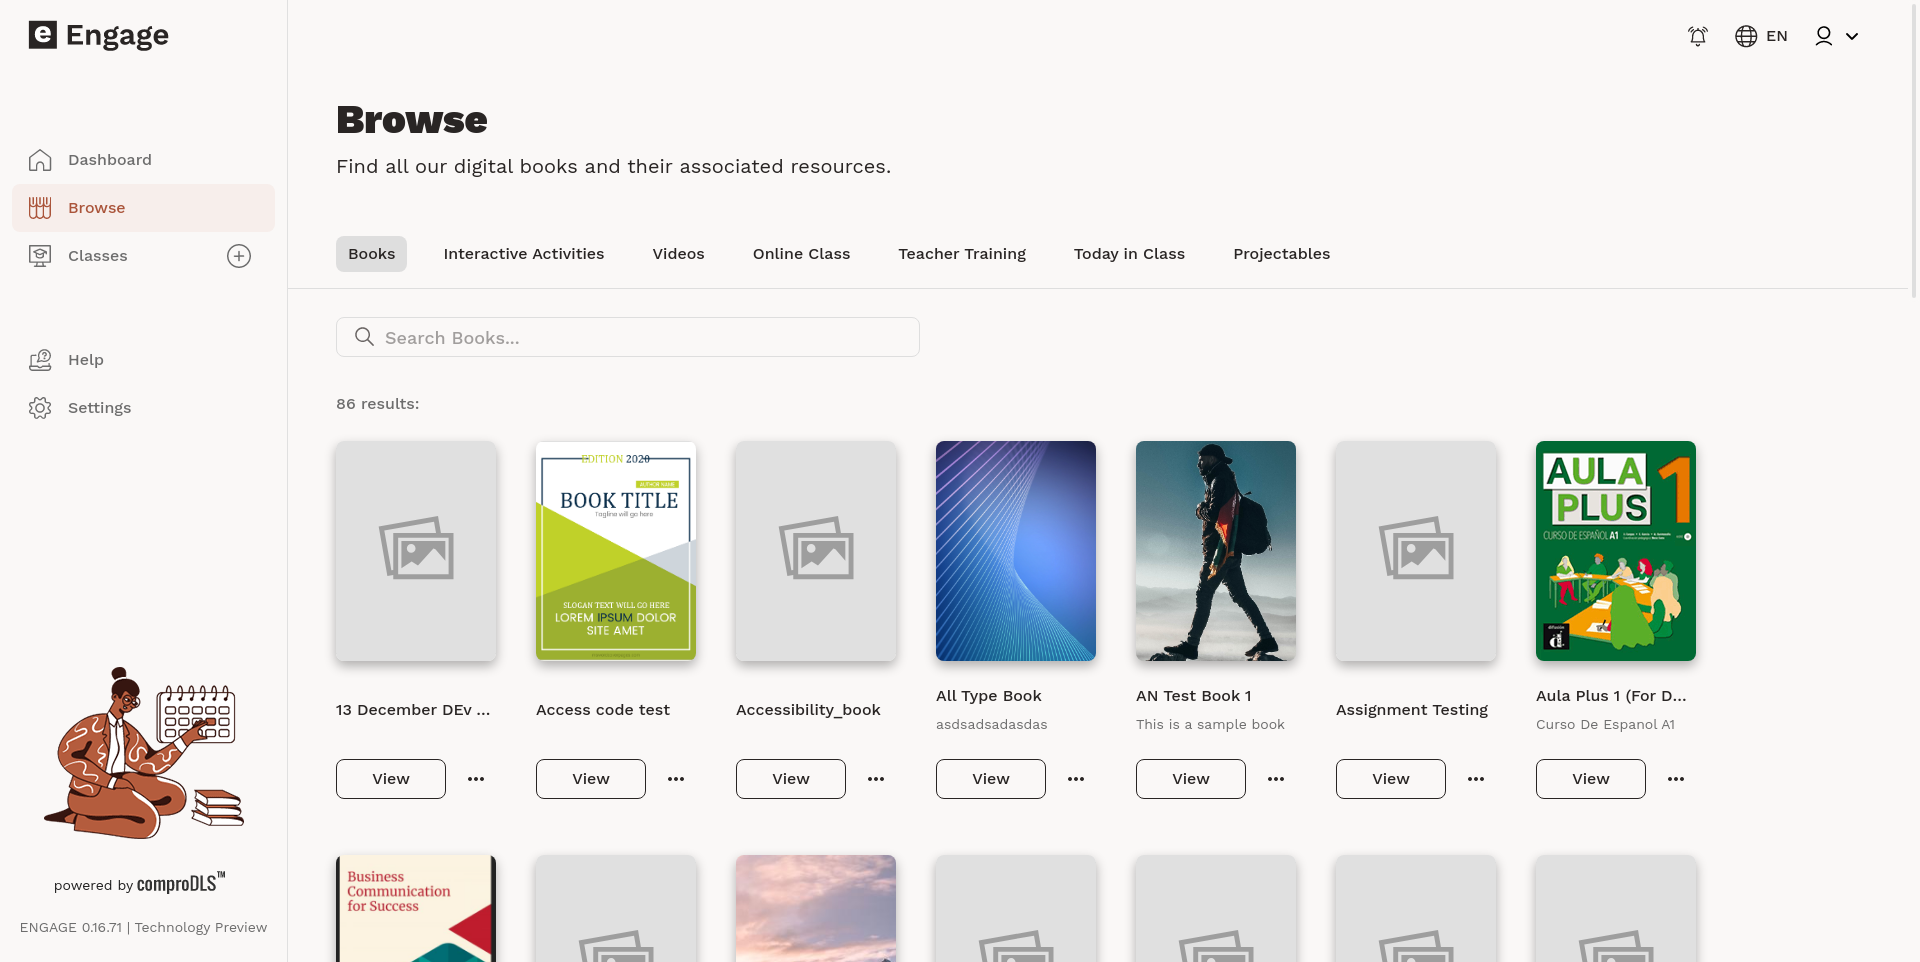 e Engage
EN
Dashboard
Browse
Classes
Help
Settings
powered by comproDLS™
ENGAGE 0.16.71 | Technology Preview
Browse
Find all our digital books and their associated resources.
Books
Interactive Activities
Videos
Online Class
Teacher Training
Today in Class
Projectables
Search Books...
86 results:
EDITION 2020
AUTHOR NAME
BOOK TITLE
Tagline will go here
SLOGAN TEXT WILL GO HERE
LOREM IPSUM DOLOR
SITE AMET
AULA
PLUS
1
CURSO DE ESPAÑOL A1
difusión
13 December DEv ...
Access code test
Accessibility_book
All Type Book
asdsadsadasdas
AN Test Book 1
This is a sample book
Assignment Testing
Aula Plus 1 (For D...
Curso De Espanol A1
View
View
View
View
View
View
View
Business
Communication
for Success